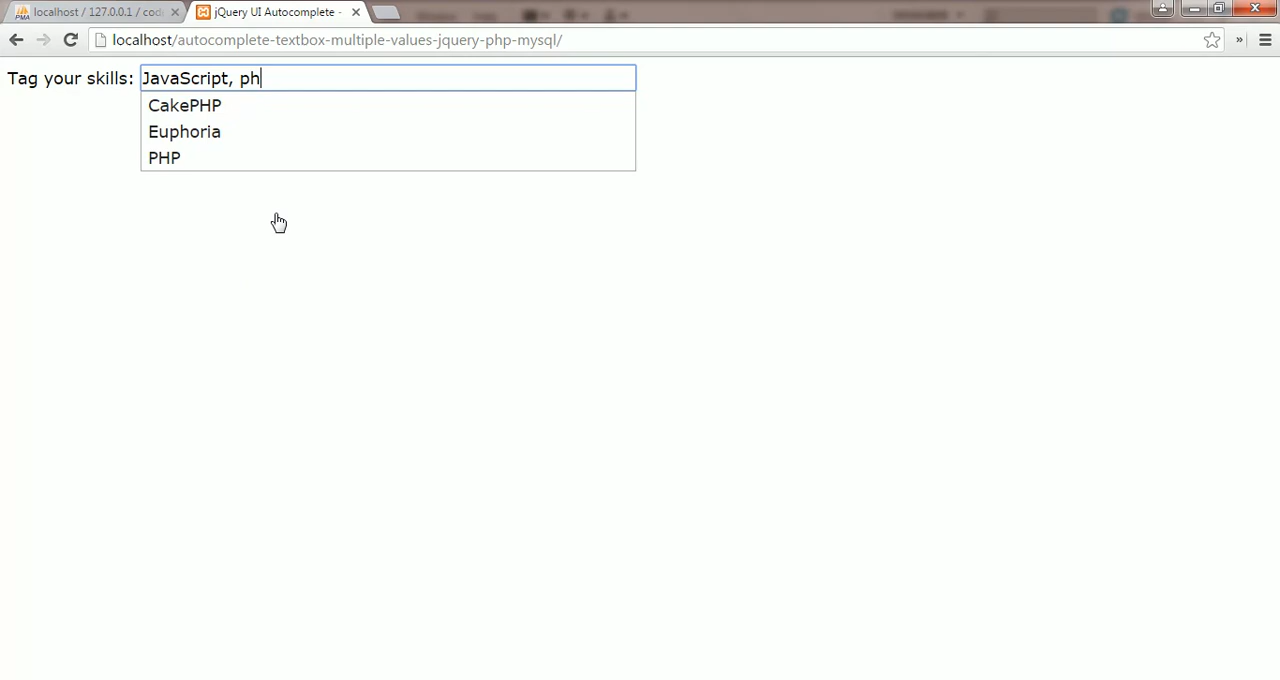 localhost / 127.0.0.1 / cod
jQuery UI Autocomplete -
localhost/autocomplete-textbox-multiple-values-jquery-php-mysql/
Tag your skills: JavaScript, ph
CakePHP
Euphoria
PHP